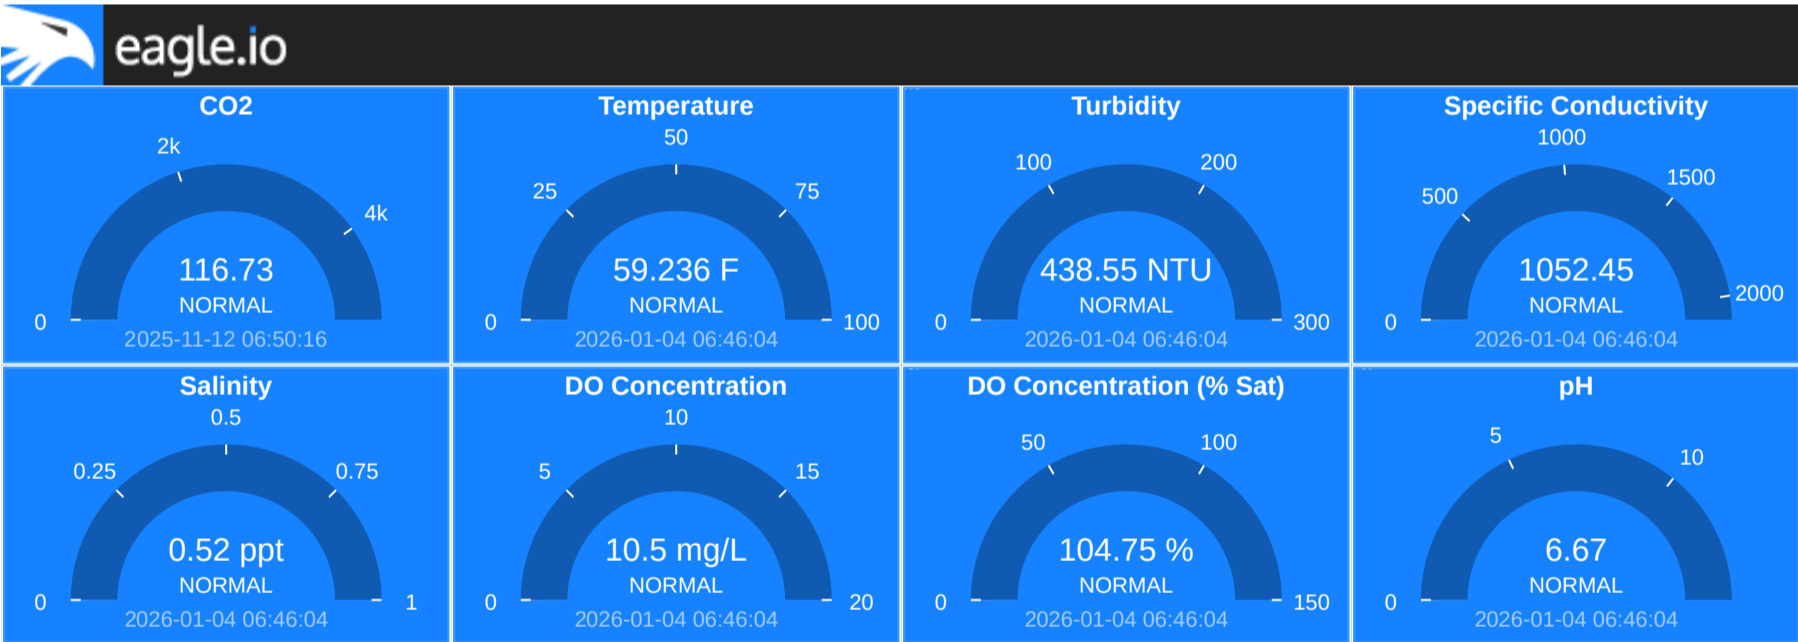 eagle.io
CO2
2k
4k
0
116.73
NORMAL
2025-11-12 06:50:16
Temperature
50
25
75
0
100
59.236 F
NORMAL
2026-01-04 06:46:04
Turbidity
100
200
0
300
438.55 NTU
NORMAL
2026-01-04 06:46:04
Specific Conductivity
1000
500
1500
0
2000
1052.45
NORMAL
2026-01-04 06:46:04
Salinity
0.5
0.25
0.75
0
1
0.52 ppt
NORMAL
2026-01-04 06:46:04
DO Concentration
10
5
15
0
20
10.5 mg/L
NORMAL
2026-01-04 06:46:04
DO Concentration (% Sat)
50
100
0
150
104.75 %
NORMAL
2026-01-04 06:46:04
pH
5
10
0
6.67
NORMAL
2026-01-04 06:46:04